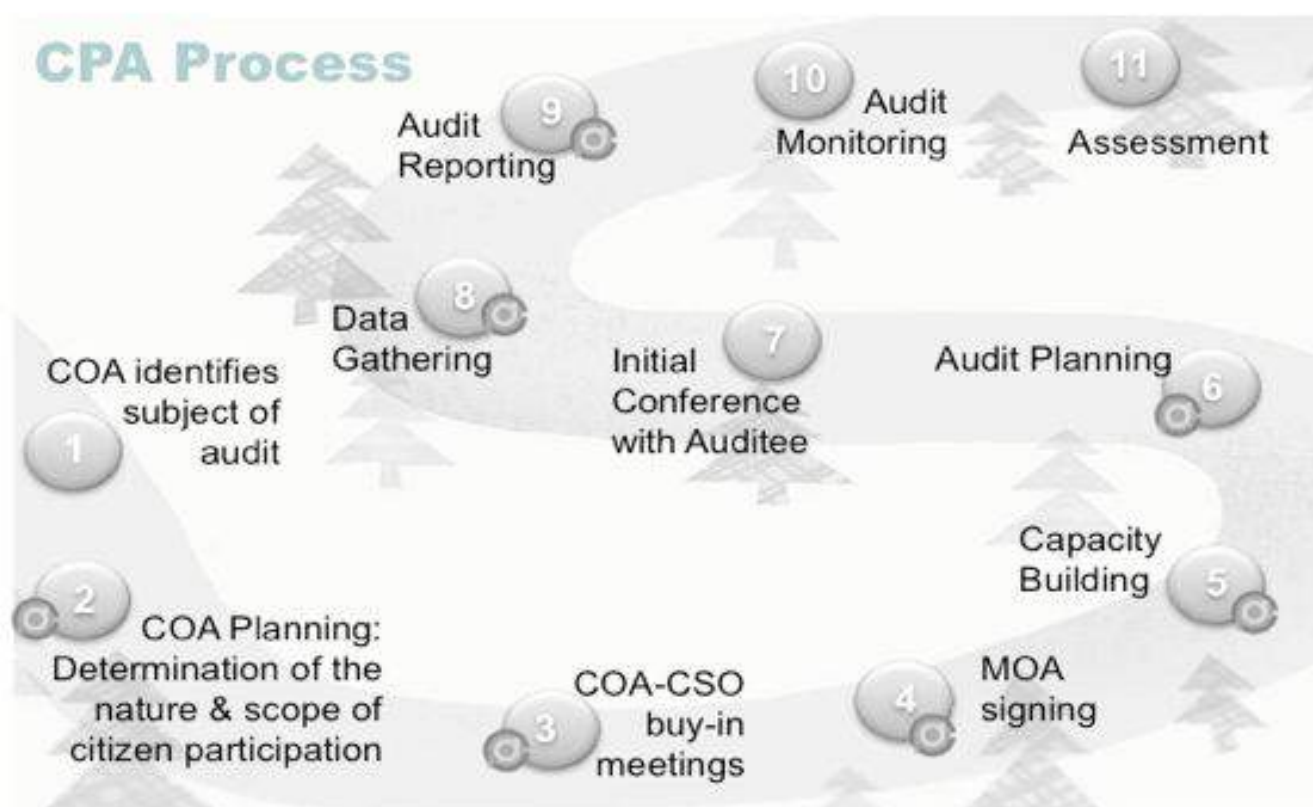 CPA Process
1
COA identifies
subject of
audit
2
COA Planning:
Determination of the
nature & scope of
citizen participation
3
COA-CSO
buy-in
meetings
4
MOA
signing
5
Capacity
Building
6
Audit Planning
7
Initial
Conference
with Auditee
8
Data
Gathering
9
Audit
Reporting
10
Audit
Monitoring
11
Assessment